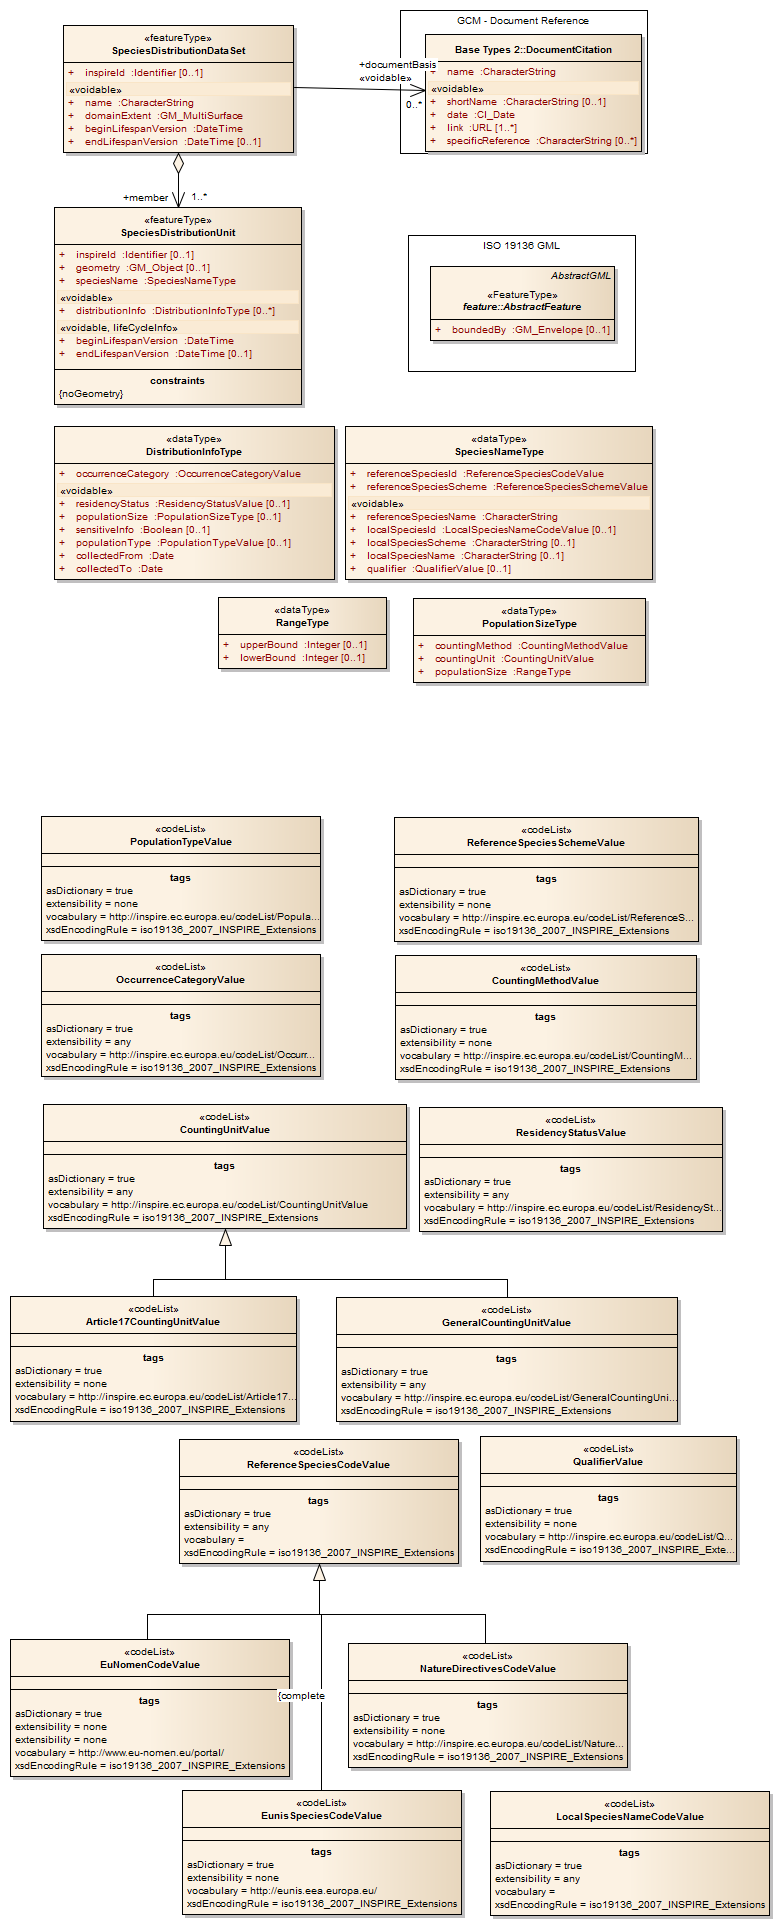 «featureType»
SpeciesDistributionDataSet
+ inspireId :Identifier [0..1]
«voidable»
+ name :CharacterString
+ domainExtent :GM_MultiSurface
+ beginLifespanVersion :DateTime
+ endLifespanVersion :DateTime [0..1]
+documentBasis
«voidable»
0..*
GCM - Document Reference
Base Types 2::DocumentCitation
+ name :CharacterString
«voidable»
+ shortName :CharacterString [0..1]
+ date :CI_Date
+ link :URL [1..*]
+ specificReference :CharacterString [0..*]
+member
1..*
«featureType»
SpeciesDistributionUnit
+ inspireId :Identifier [0..1]
+ geometry :GM_Object [0..1]
+ speciesName :SpeciesNameType
«voidable»
+ distributionInfo :DistributionInfoType [0..*]
«voidable, lifeCycleInfo»
+ beginLifespanVersion :DateTime
+ endLifespanVersion :DateTime [0..1]
constraints
{noGeometry}
ISO 19136 GML
AbstractGML
«FeatureType»
feature::AbstractFeature
+ boundedBy :GM_Envelope [0..1]
«dataType»
DistributionInfoType
+ occurrenceCategory :OccurrenceCategoryValue
«voidable»
+ residencyStatus :ResidencyStatusValue [0..1]
+ populationSize :PopulationSizeType [0..1]
+ sensitiveInfo :Boolean [0..1]
+ populationType :PopulationTypeValue [0..1]
+ collectedFrom :Date
+ collectedTo :Date
«dataType»
SpeciesNameType
+ referenceSpeciesId :ReferenceSpeciesCodeValue
+ referenceSpeciesScheme :ReferenceSpeciesSchemeValue
«voidable»
+ referenceSpeciesName :CharacterString
+ localSpeciesId :LocalSpeciesNameCodeValue [0..1]
+ localSpeciesScheme :CharacterString [0..1]
+ localSpeciesName :CharacterString [0..1]
+ qualifier :QualifierValue [0..1]
«dataType»
RangeType
+ upperBound :Integer [0..1]
+ lowerBound :Integer [0..1]
«dataType»
PopulationSizeType
+ countingMethod :CountingMethodValue
+ countingUnit :CountingUnitValue
+ populationSize :RangeType
«codeList»
PopulationTypeValue
tags
asDictionary = true
extensibility = none
vocabulary = http://inspire.ec.europa.eu/codeList/Popula...
xsdEncodingRule = iso19136_2007_INSPIRE_Extensions
«codeList»
ReferenceSpeciesSchemeValue
tags
asDictionary = true
extensibility = none
vocabulary = http://inspire.ec.europa.eu/codeList/ReferenceS...
xsdEncodingRule = iso19136_2007_INSPIRE_Extensions
«codeList»
OccurrenceCategoryValue
tags
asDictionary = true
extensibility = any
vocabulary = http://inspire.ec.europa.eu/codeList/Occurr...
xsdEncodingRule = iso19136_2007_INSPIRE_Extensions
«codeList»
CountingMethodValue
tags
asDictionary = true
extensibility = none
vocabulary = http://inspire.ec.europa.eu/codeList/CountingM...
xsdEncodingRule = iso19136_2007_INSPIRE_Extensions
«codeList»
CountingUnitValue
tags
asDictionary = true
extensibility = any
vocabulary = http://inspire.ec.europa.eu/codeList/CountingUnitValue
xsdEncodingRule = iso19136_2007_INSPIRE_Extensions
«codeList»
ResidencyStatusValue
tags
asDictionary = true
extensibility = any
vocabulary = http://inspire.ec.europa.eu/codeList/ResidencySt...
xsdEncodingRule = iso19136_2007_INSPIRE_Extensions
«codeList»
Article17CountingUnitValue
tags
asDictionary = true
extensibility = none
vocabulary = http://inspire.ec.europa.eu/codeList/Article17...
xsdEncodingRule = iso19136_2007_INSPIRE_Extensions
«codeList»
GeneralCountingUnitValue
tags
asDictionary = true
extensibility = any
vocabulary = http://inspire.ec.europa.eu/codeList/GeneralCountingUni...
xsdEncodingRule = iso19136_2007_INSPIRE_Extensions
«codeList»
ReferenceSpeciesCodeValue
tags
asDictionary = true
extensibility = any
vocabulary =
xsdEncodingRule = iso19136_2007_INSPIRE_Extensions
«codeList»
QualifierValue
tags
asDictionary = true
extensibility = none
vocabulary = http://inspire.ec.europa.eu/codeList/Q...
xsdEncodingRule = iso19136_2007_INSPIRE_Exte...
«codeList»
EuNomenCodeValue
tags
asDictionary = true
extensibility = none
extensibility = none
vocabulary = http://www.eu-nomen.eu/portal/
xsdEncodingRule = iso19136_2007_INSPIRE_Extensions
{complete
«codeList»
NatureDirectivesCodeValue
tags
asDictionary = true
extensibility = none
vocabulary = http://inspire.ec.europa.eu/codeList/Nature...
xsdEncodingRule = iso19136_2007_INSPIRE_Extensions
«codeList»
EunisSpeciesCodeValue
tags
asDictionary = true
extensibility = none
vocabulary = http://eunis.eea.europa.eu/
xsdEncodingRule = iso19136_2007_INSPIRE_Extensions
«codeList»
LocalSpeciesNameCodeValue
tags
asDictionary = true
extensibility = any
vocabulary =
xsdEncodingRule = iso19136_2007_INSPIRE_Extensions